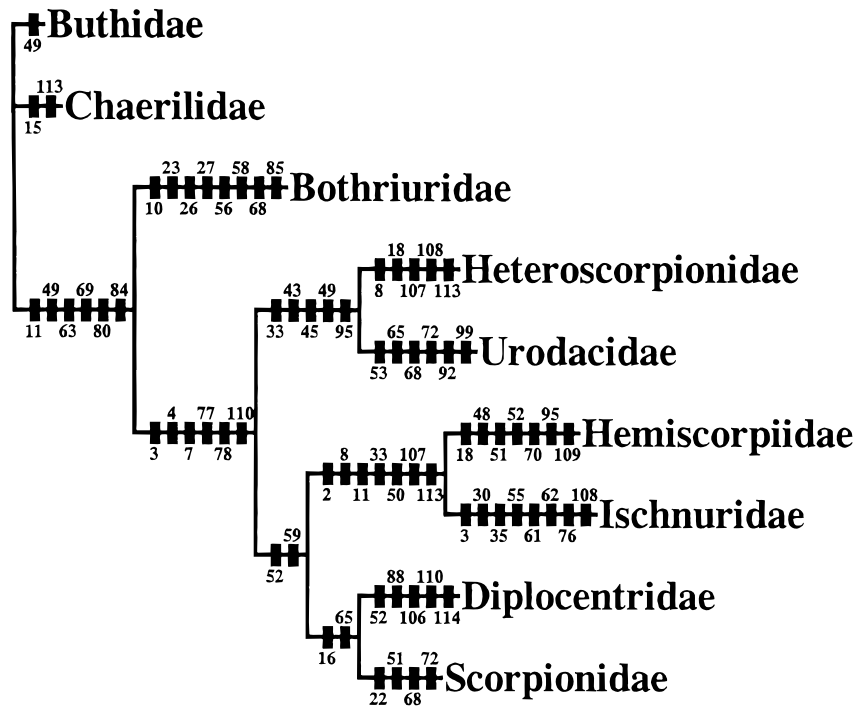 Buthidae
49
113
Chaerilidae
15
23 27 58 85
Bothriuridae
10 26 56 68
18 108
Heteroscorpionidae
8 107 113
49 69 84
11 63 80
43 49
33 45 95
65 72 99
Urodacidae
53 68 92
4 77 110
3 7 78
48 52 95
Hemiscorpiidae
18 51 70 109
8 33 107
2 11 50 113
30 55 62 108
Ischnuridae
3 35 61 76
59
52
88 110
Diplocentridae
52 106 114
65
16
51 72
Scorpionidae
22 68